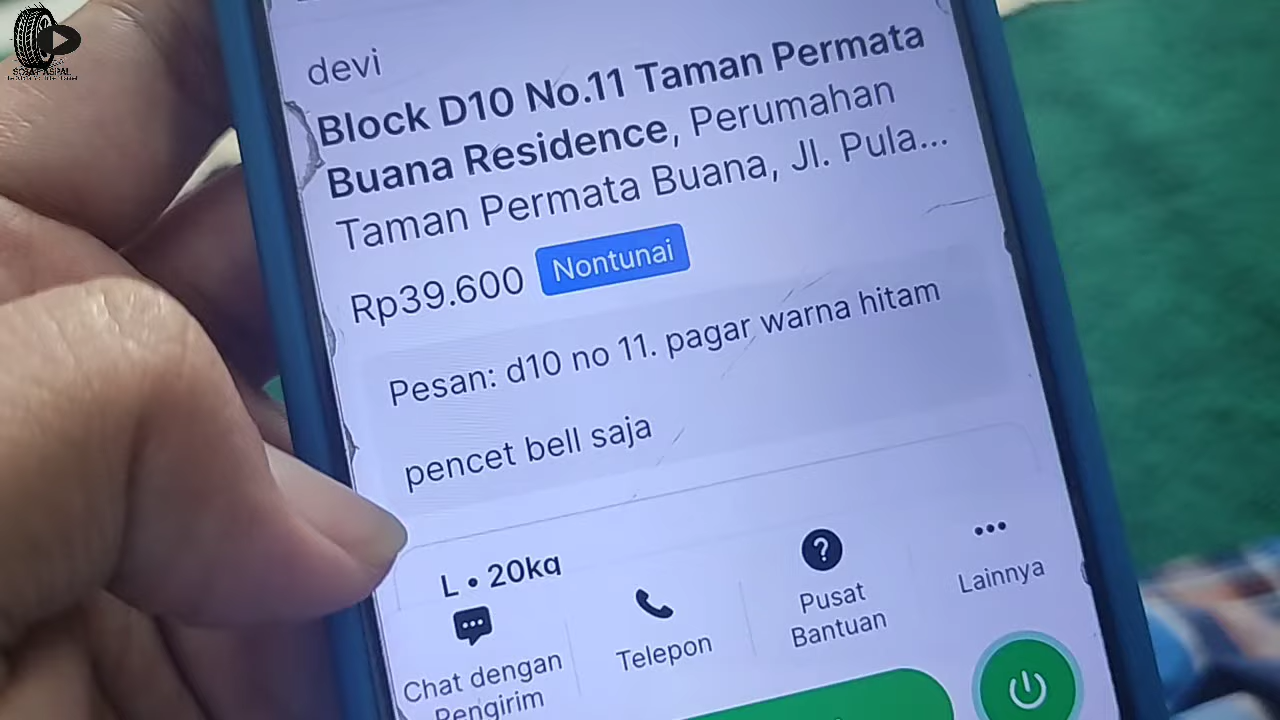 devi
Block D10 No.11 Taman Permata
Buana Residence, Perumahan
Taman Permata Buana, Jl. Pula...
Rp39.600 Nontunai
Pesan: d10 no 11. pagar warna hitam
pencet bell saja
L • 20kg
Chat dengan
Pengirim
Telepon
Pusat
Bantuan
Lainnya